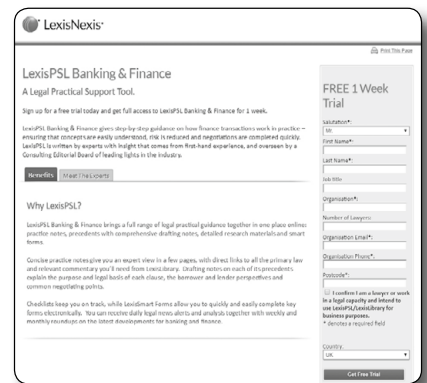 LexisNexis®
Print This Page
LexisPSL Banking & Finance
A Legal Practical Support Tool.
Sign up for a free trial today and get full access to LexisPSL Banking & Finance for 1 week.
LexisPSL Banking & Finance gives step-by-step guidance on how finance transactions work in practice –
ensuring that concepts are easily understood, risk is reduced and negotiations are completed quickly.
LexisPSL is written by experts with insight that comes from first-hand experience, and overseen by a
Consulting Editorial Board of leading lights in the industry.
Benefits
Meet The Experts
Why LexisPSL?
LexisPSL Banking & Finance brings a full range of legal practical guidance together in one place online:
practice notes, precedents with comprehensive drafting notes, detailed research materials and smart
forms.
Concise practice notes give you an expert view in a few pages, with direct links to all the primary law
and relevant commentary you'll need from LexisLibrary. Drafting notes on each of its precedents
explain the purpose and legal basis of each clause, the borrower and lender perspectives and
common negotiating points.
Checklists keep you on track, while LexisSmart Forms allow you to quickly and easily complete key
forms electronically. You can receive daily legal news alerts and analysis together with weekly and
monthly roundups on the latest developments for banking and finance.
FREE 1 Week
Trial
Salutation*:
Mr.
First Name*:
Last Name*:
Job Title
Organisation*:
Number of Lawyers:
Organisation Email*:
Organisation Phone*:
Postcode*:
I confirm I am a lawyer or work
in a legal capacity and intend to
use LexisPSL/LexisLibrary for
business purposes.
* denotes a required field
Country:
UK
Get Free Trial